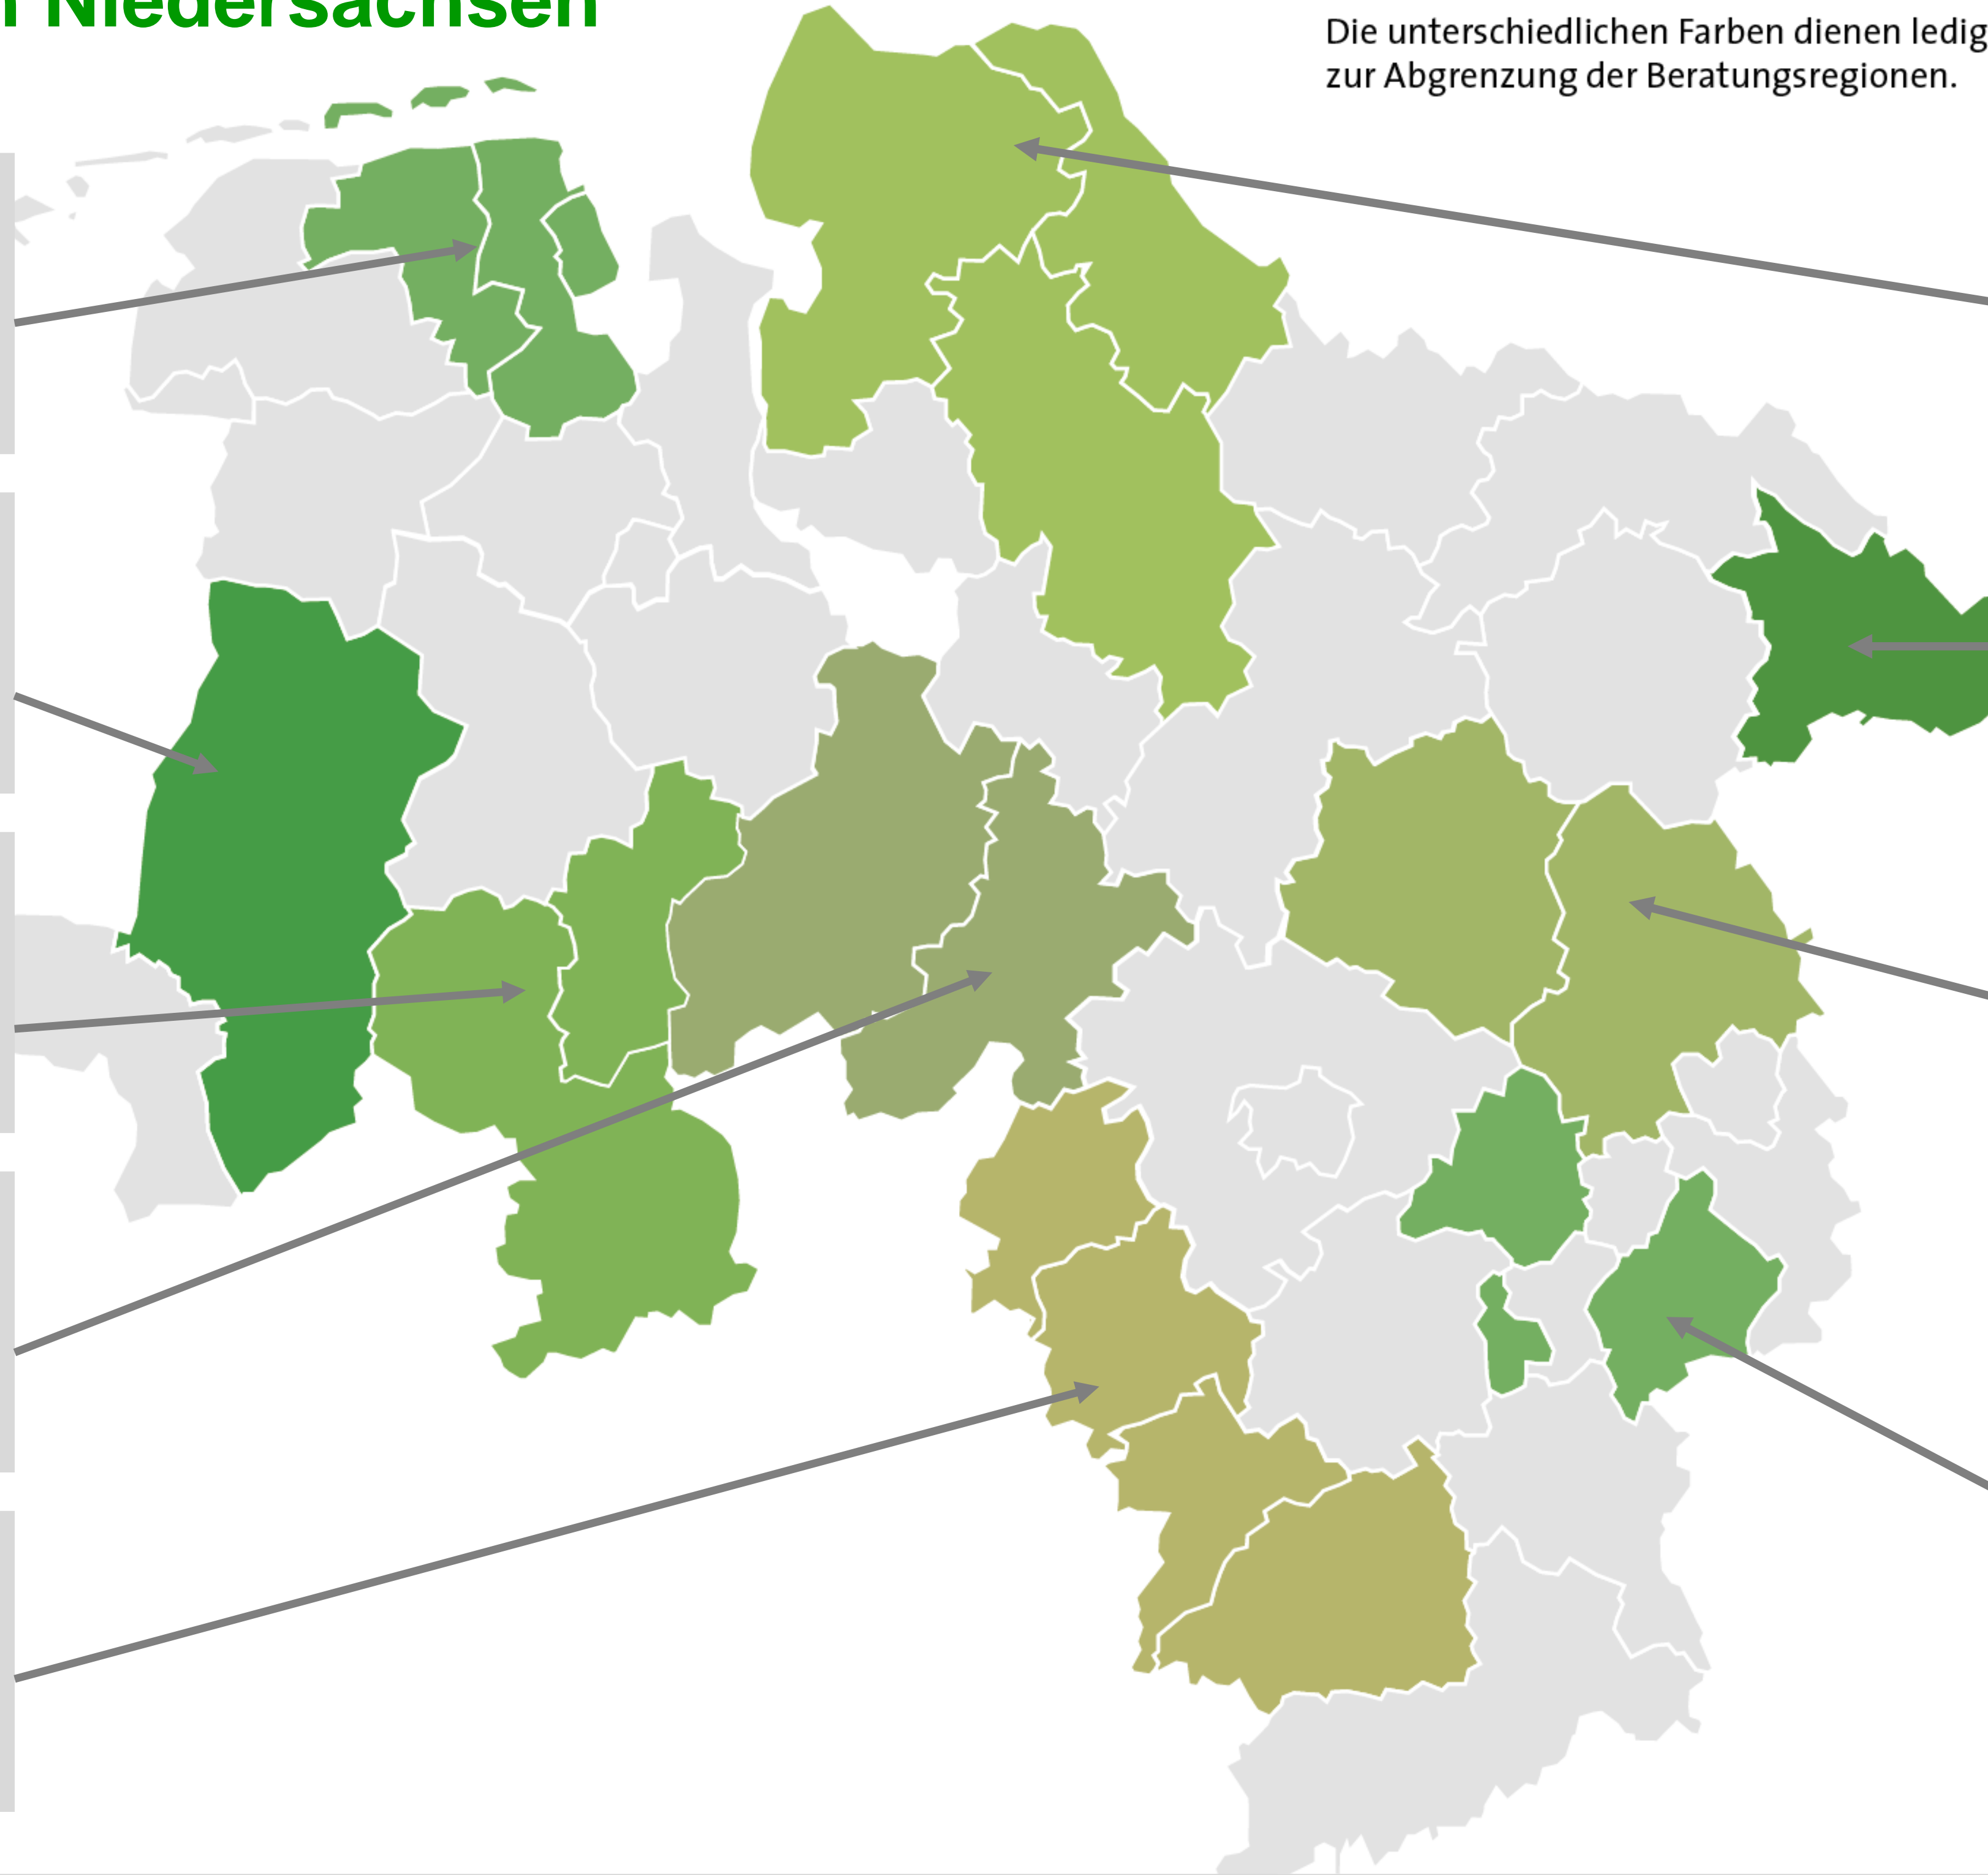 n Niedersachsen
Die unterschiedlichen Farben dienen ledig
zur Abgrenzung der Beratungsregionen.